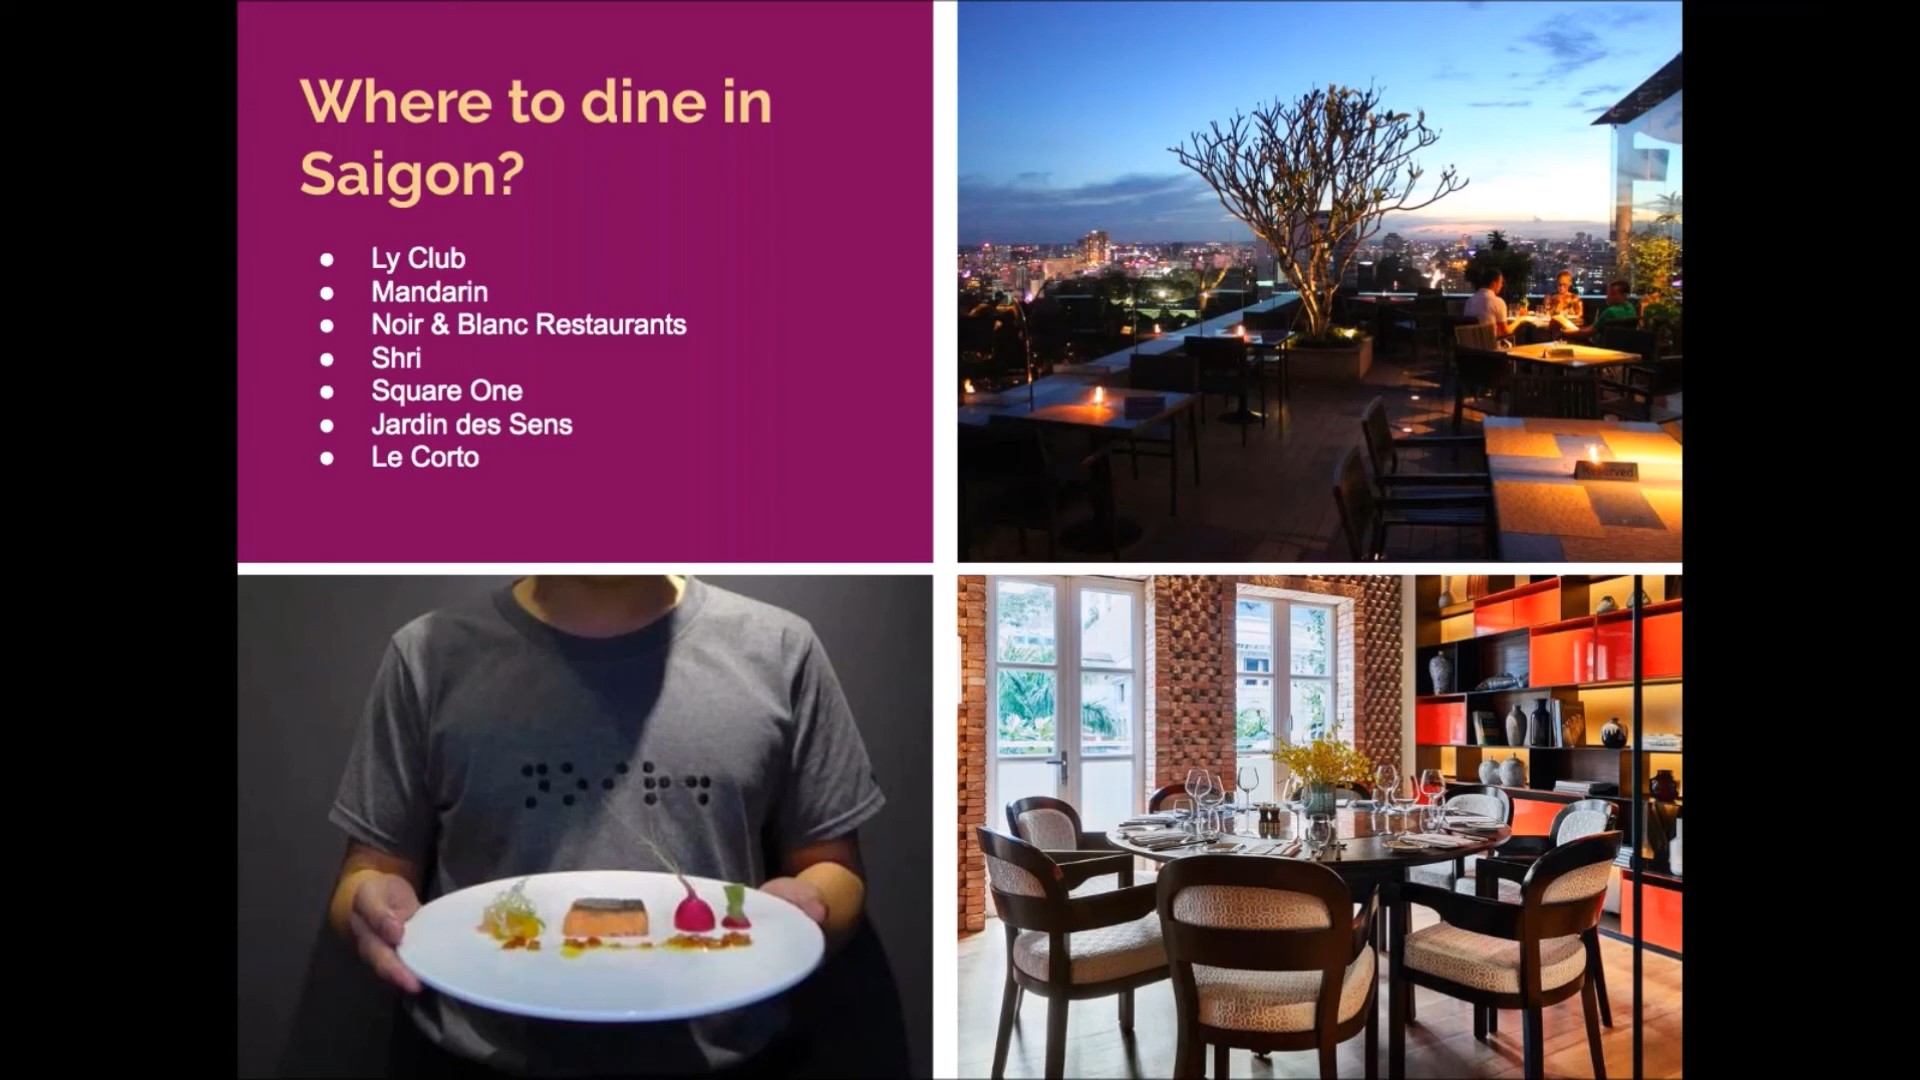 Where to dine in
Saigon?
● Ly Club
● Mandarin
● Noir & Blanc Restaurants
● Shri
● Square One
● Jardin des Sens
● Le Corto
Reserved